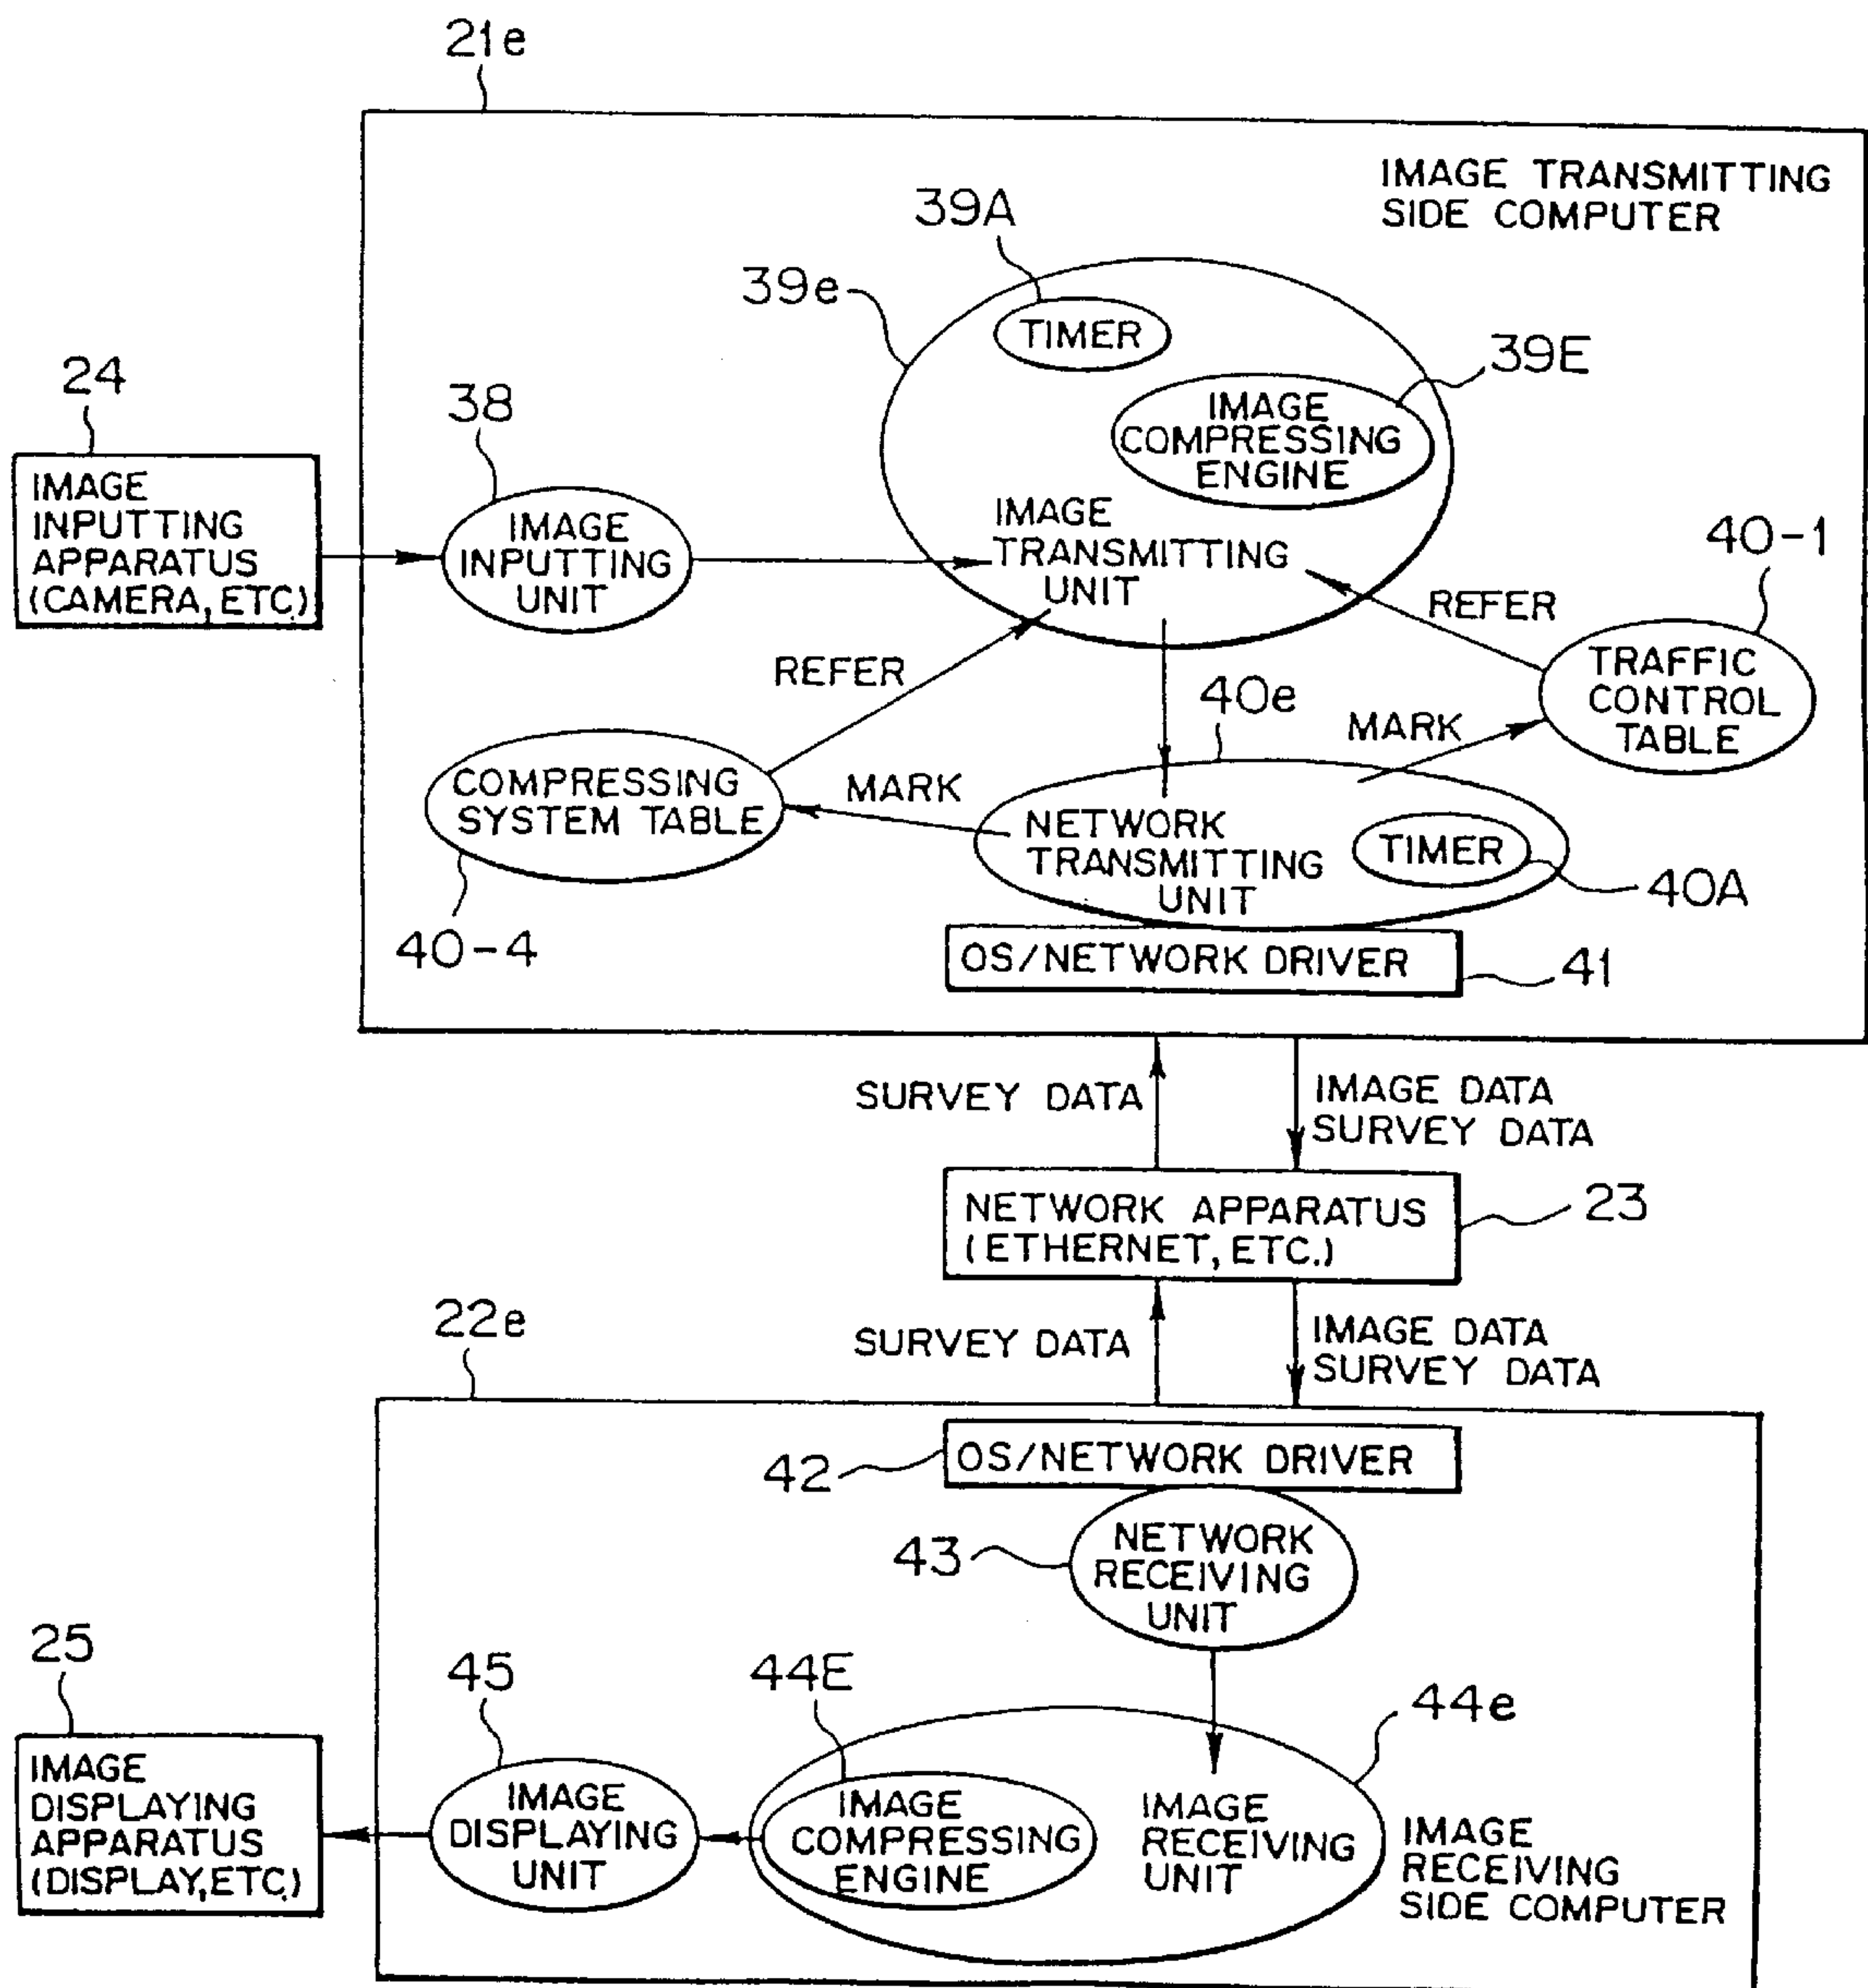 21e
IMAGE TRANSMITTING
SIDE COMPUTER
39A
39e
TIMER
39E
IMAGE
COMPRESSING
ENGINE
24
38
IMAGE
INPUTTING
APPARATUS
(CAMERA, ETC)
IMAGE
INPUTTING
UNIT
IMAGE
TRANSMITTING
UNIT
40-1
REFER
REFER
TRAFFIC
CONTROL
TABLE
40e
MARK
COMPRESSING
SYSTEM TABLE
MARK
NETWORK
TRANSMITTING
UNIT
TIMER
40A
40-4
OS/NETWORK DRIVER
41
SURVEY DATA
IMAGE DATA
SURVEY DATA
NETWORK APPARATUS
(ETHERNET, ETC.)
23
22e
SURVEY DATA
IMAGE DATA
SURVEY DATA
42
OS/NETWORK DRIVER
43
NETWORK
RECEIVING
UNIT
25
45
44E
44e
IMAGE
DISPLAYING
APPARATUS
(DISPLAY, ETC.)
IMAGE
DISPLAYING
UNIT
IMAGE
COMPRESSING
ENGINE
IMAGE
RECEIVING
UNIT
IMAGE
RECEIVING
SIDE COMPUTER